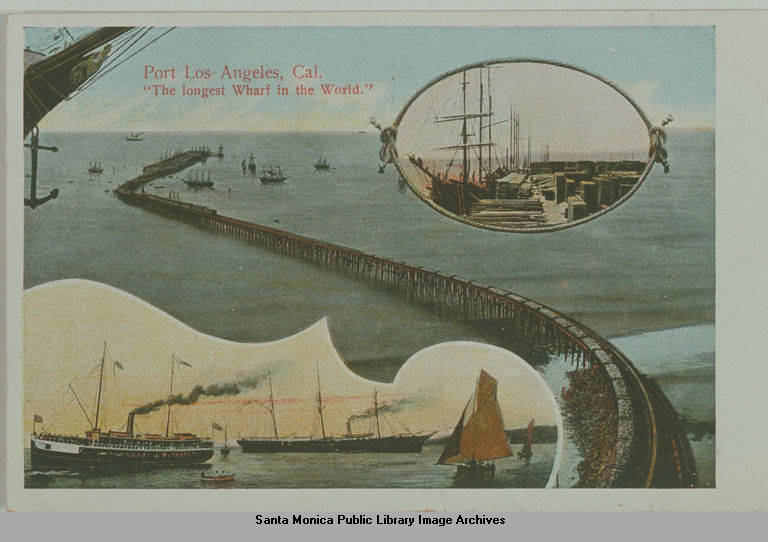 Port Los Angeles, Cal.
"The longest Wharf in the World."
Santa Monica Public Library Image Archives